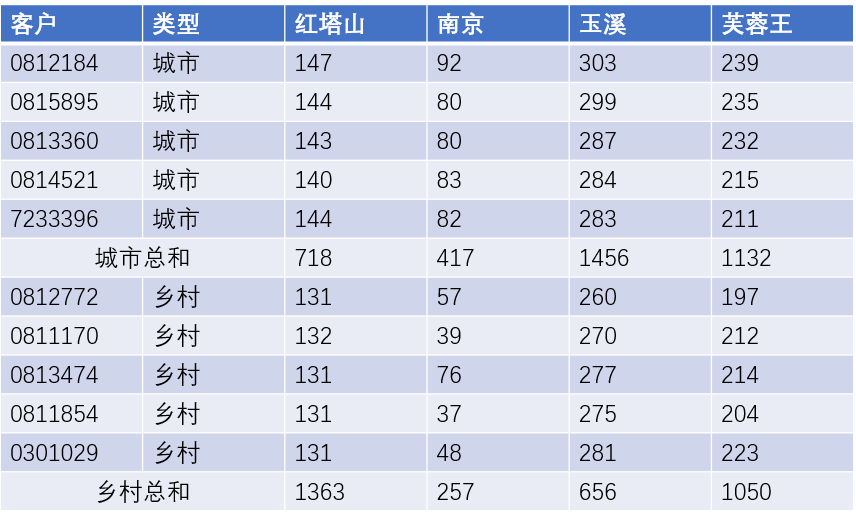 客户 类型 红塔山 南京 玉溪 芙蓉王
0812184 城市 147 92 303 239
0815895 城市 144 80 299 235
0813360 城市 143 80 287 232
0814521 城市 140 83 284 215
7233396 城市 144 82 283 211
城市总和 718 417 1456 1132
0812772 乡村 131 57 260 197
0811170 乡村 132 39 270 212
0813474 乡村 131 76 277 214
0811854 乡村 131 37 275 204
0301029 乡村 131 48 281 223
乡村总和 1363 257 656 1050